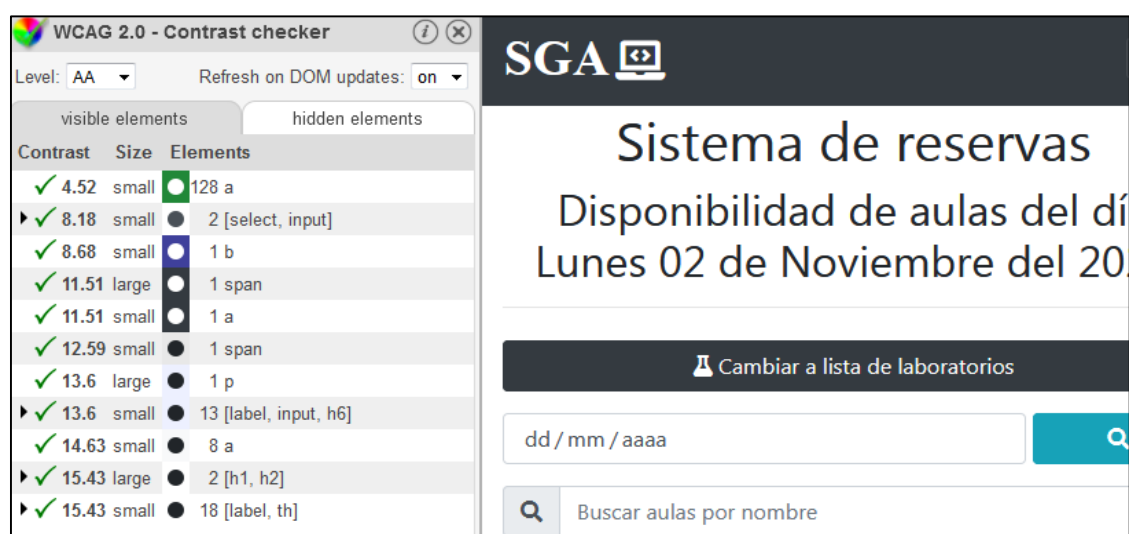 WCAG 2.0 - Contrast checker
Level: AA Refresh on DOM updates: on
visible elements hidden elements
Contrast Size Elements
4.52 small 128 a
8.18 small 2 [select, input]
8.68 small 1 b
11.51 large 1 span
11.51 small 1 a
12.59 small 1 span
13.6 large 1 p
13.6 small 13 [label, input, h6]
14.63 small 8 a
15.43 large 2 [h1, h2]
15.43 small 18 [label, th]
SGA
Sistema de reservas
Disponibilidad de aulas del dí
Lunes 02 de Noviembre del 20
Cambiar a lista de laboratorios
dd / mm / aaaa
Buscar aulas por nombre